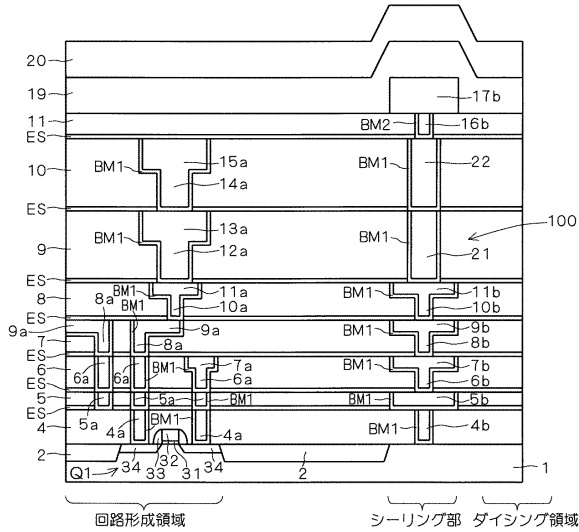 20
19
17b
11
BM2
16b
ES
10
BM1
15a
14a
BM1
22
ES
9
BM1
13a
12a
BM1
21
100
ES
8
8a
BM1
BM1
11a
10a
BM1
11b
10b
ES
9a
7
9a
8a
BM1
9b
8b
ES
6
6a
6a
BM1
7a
6a
BM1
7b
6b
ES
5
5a
BM1
BM1
5b
ES
4
5a
4a
BM1
4a
BM1
4b
2
Q1
34
33
32
31
34
2
1
回路形成領域
シーリング部
ダイシング領域